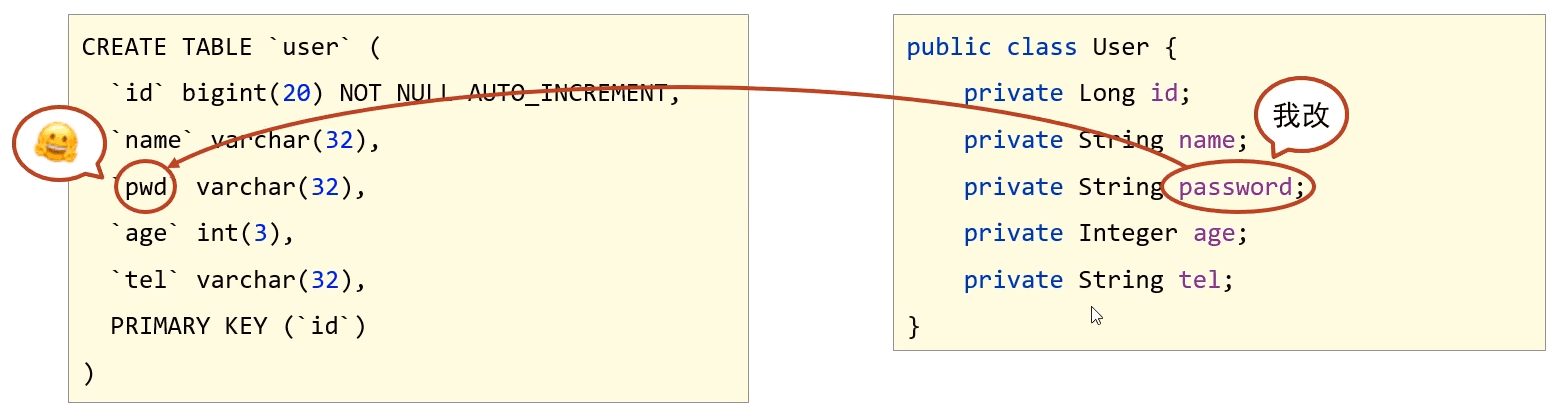 CREATE TABLE `user` (
`id` bigint(20) NOT NULL AUTO_INCREMENT,
`name` varchar(32),
`pwd` varchar(32),
`age` int(3),
`tel` varchar(32),
PRIMARY KEY (`id`)
)
public class User {
private Long id;
private String name;
private String password;
private Integer age;
private String tel;
}
我改